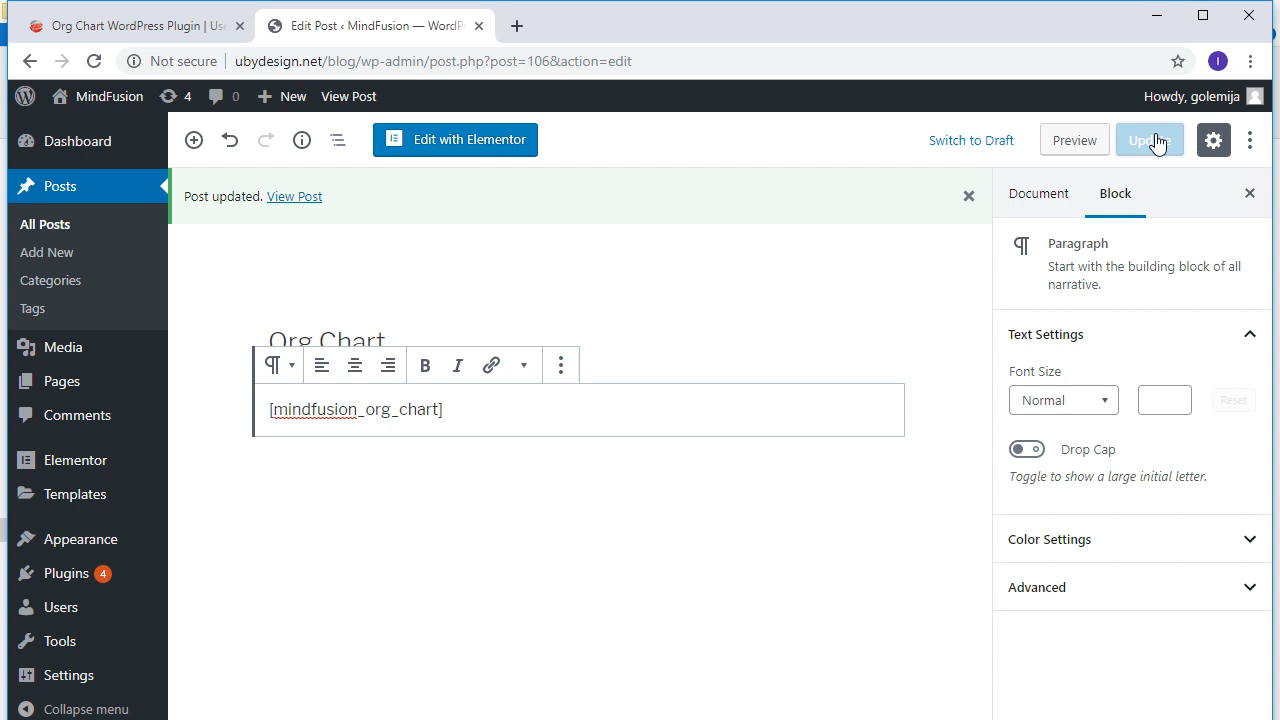 Org Chart WordPress Plugin | Use
Edit Post ‹ MindFusion — WordP
Not secure
ubydesign.net/blog/wp-admin/post.php?post=106&action=edit
I
MindFusion
4
0
New
View Post
Howdy, golemija
Dashboard
Posts
All Posts
Add New
Categories
Tags
Media
Pages
Comments
Elementor
Templates
Appearance
Plugins 4
Users
Tools
Settings
Collapse menu
Edit with Elementor
Switch to Draft
Preview
Post updated. View Post
Org Chart
B I
[mindfusion_org_chart]
Document
Block
Paragraph
Start with the building block of all
narrative.
Text Settings
Font Size
Normal
Reset
Drop Cap
Toggle to show a large initial letter.
Color Settings
Advanced